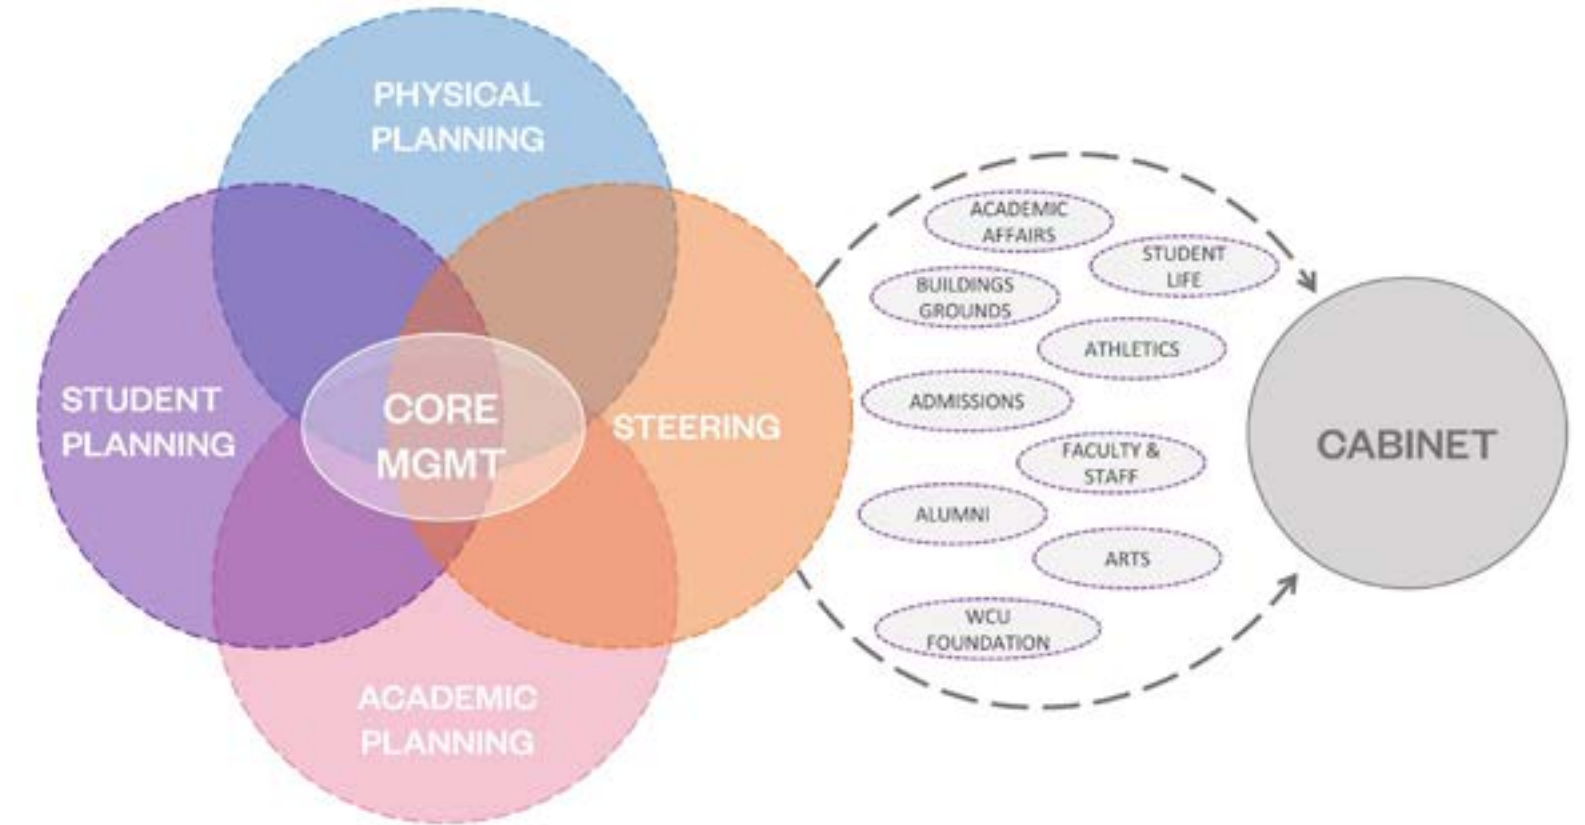 PHYSICAL
PLANNING
STUDENT
PLANNING
CORE
MGMT
STEERING
ACADEMIC
PLANNING
ACADEMIC
AFFAIRS
STUDENT
LIFE
BUILDINGS
GROUNDS
ATHLETICS
ADMISSIONS
FACULTY &
STAFF
ALUMNI
ARTS
WCU
FOUNDATION
CABINET